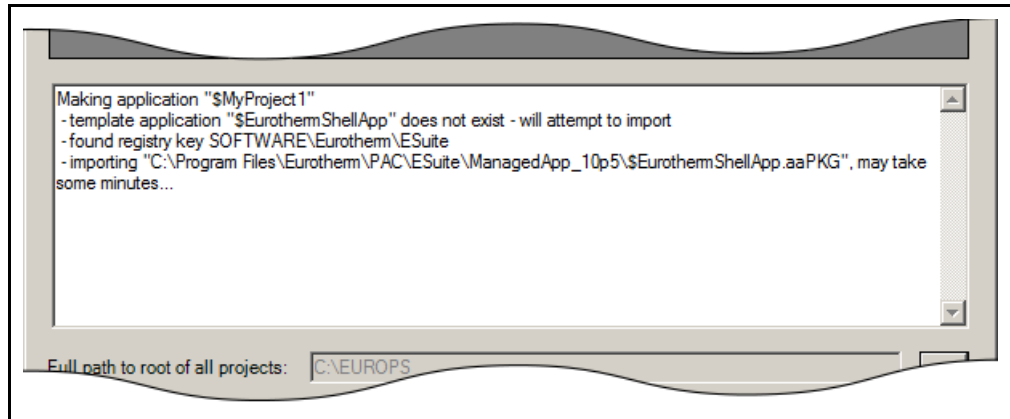 Making application "$MyProject1"
- template application "$EurothermShellApp" does not exist - will attempt to import
- found registry key SOFTWARE\Eurotherm\ESuite
- importing "C:\Program Files\Eurotherm\PAC\ESuite\ManagedApp_10p5\$EurothermShellApp.aaPKG", may take
some minutes...
Full path to root of all projects: C:\EUROPS